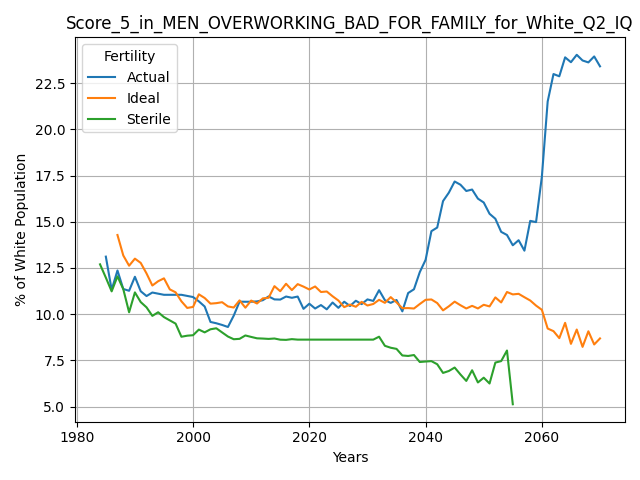 Score_5_in_MEN_OVERWORKING_BAD_FOR_FAMILY_for_White_Q2_IQ
Fertility
Actual
Ideal
Sterile
% of White Population
22.5
20.0
17.5
15.0
12.5
10.0
7.5
5.0
1980 2000 2020 2040 2060
Years